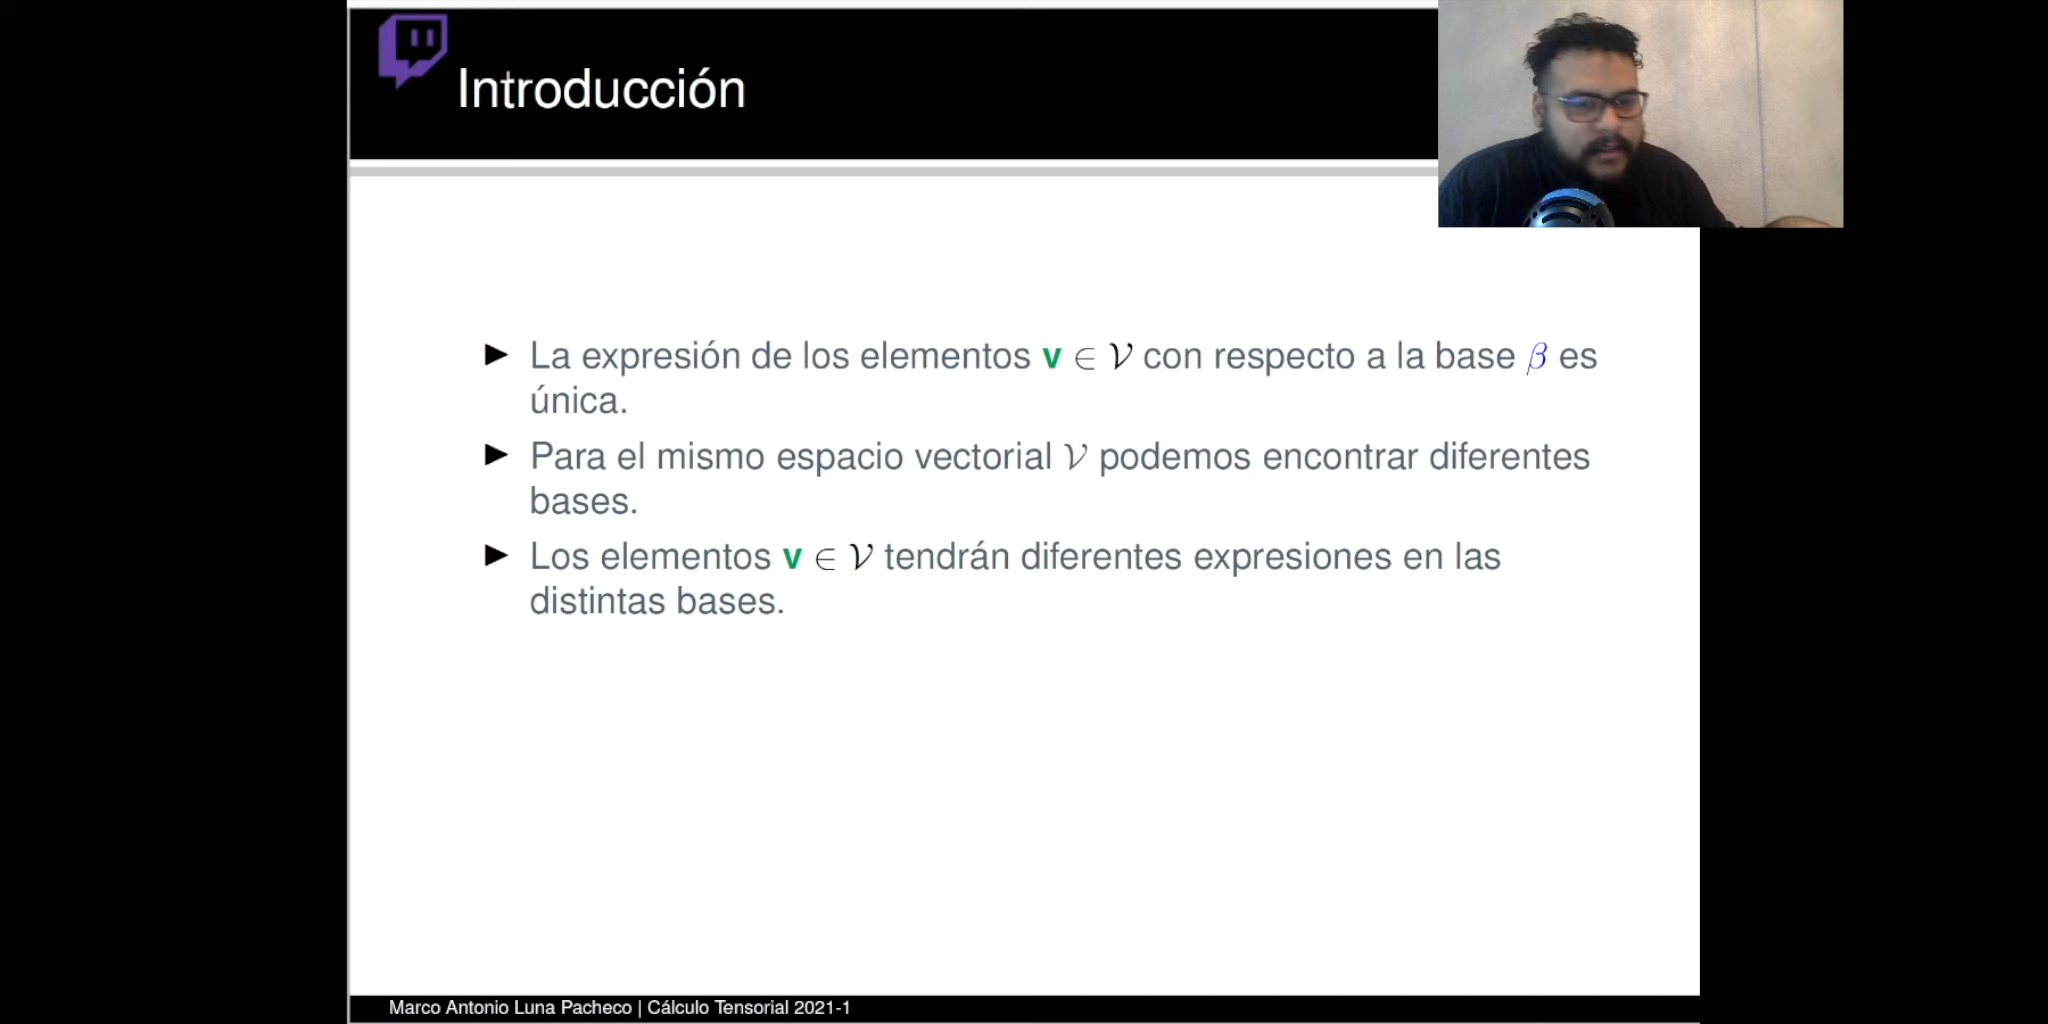 Introducción
La expresión de los elementos v ∈ 𝒱 con respecto a la base β es
única.
Para el mismo espacio vectorial 𝒱 podemos encontrar diferentes
bases.
Los elementos v ∈ 𝒱 tendrán diferentes expresiones en las
distintas bases.
Marco Antonio Luna Pacheco | Cálculo Tensorial 2021-1